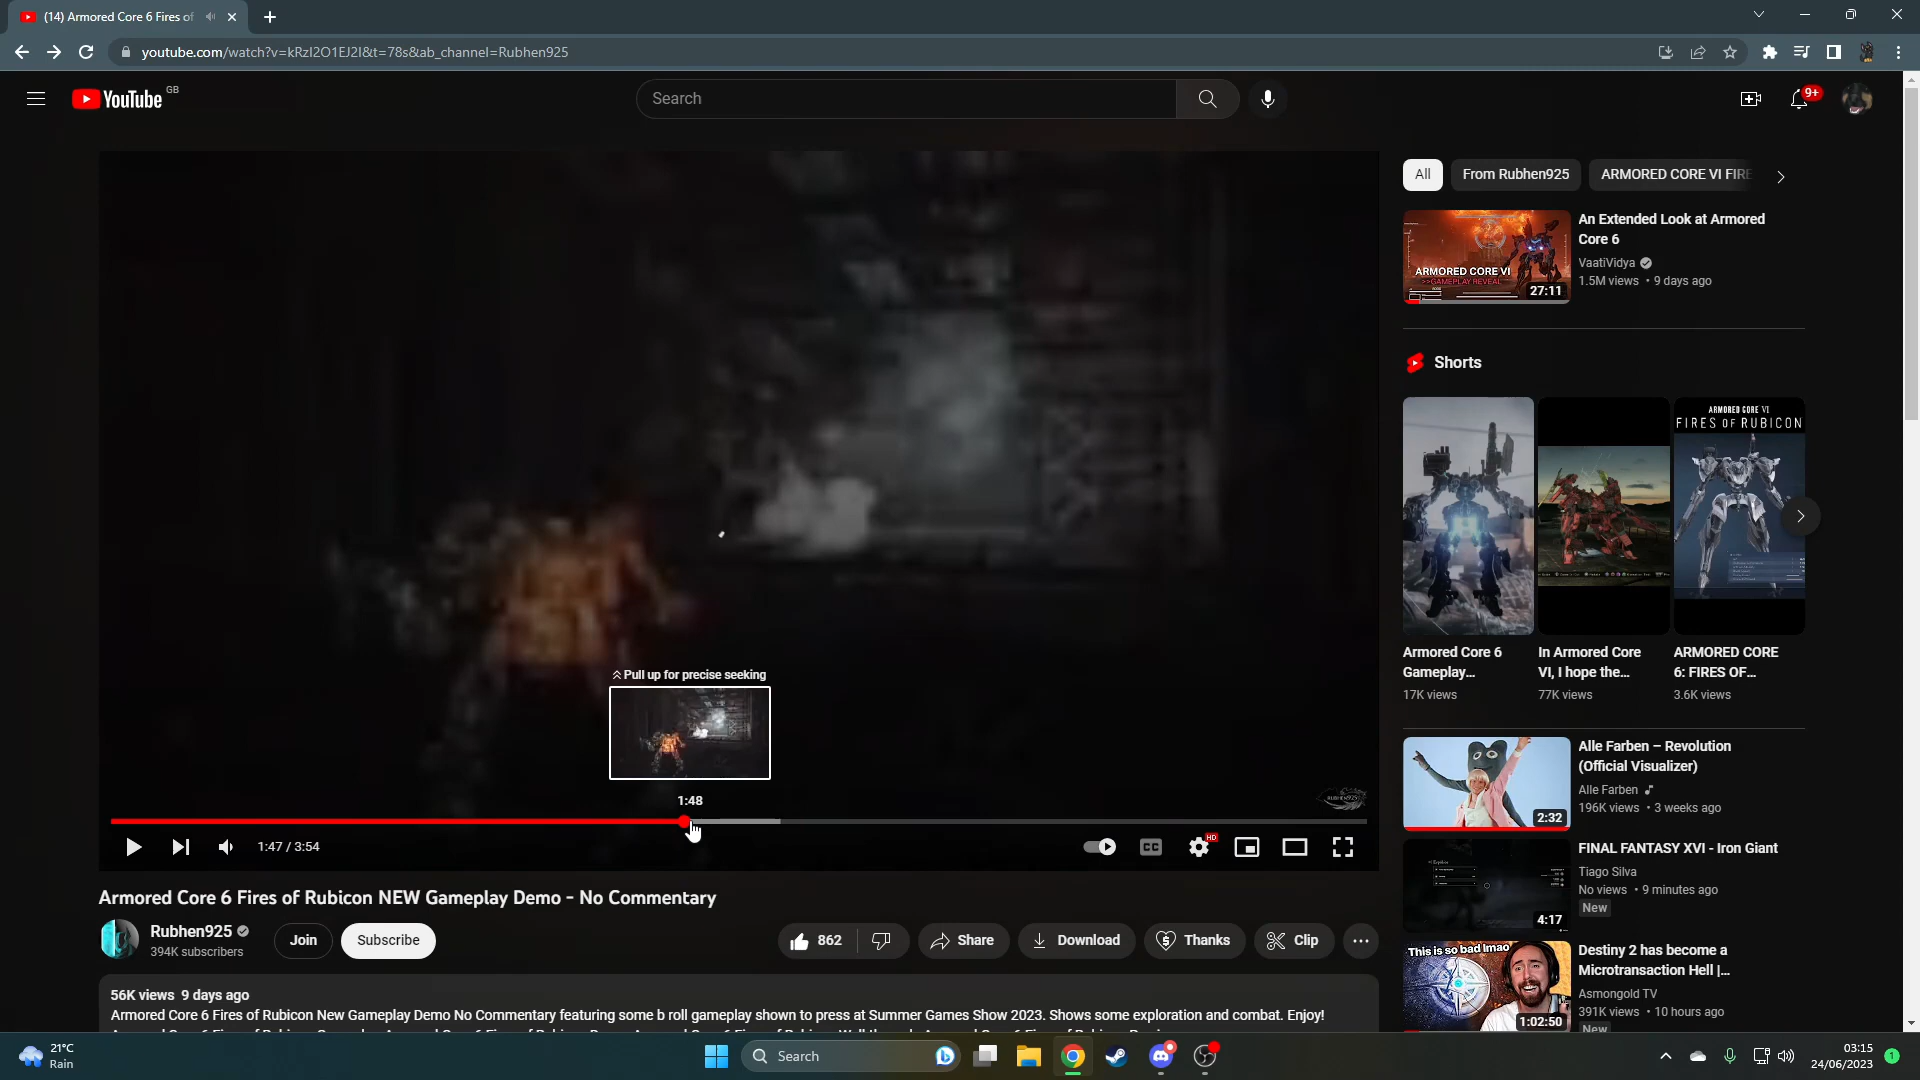 (14) Armored Core 6 Fires of
youtube.com/watch?v=kRzI2O1EJ2I&t=78s&ab_channel=Rubhen925
YouTube GB
Search
9+
All
From Rubhen925
ARMORED CORE VI FIRE
ARMORED CORE VI
>>GAMEPLAY REVEAL
27:11
An Extended Look at Armored
Core 6
VaatiVidya
1.5M views • 9 days ago
Shorts
ARMORED CORE VI
FIRES OF RUBICON
Armored Core 6
Gameplay...
17K views
In Armored Core
VI, I hope the...
77K views
ARMORED CORE
6: FIRES OF...
3.6K views
Pull up for precise seeking
1:48
RUBHEN925
1:47 / 3:54
CC
HD
2:32
Alle Farben – Revolution
(Official Visualizer)
Alle Farben
196K views • 3 weeks ago
4:17
FINAL FANTASY XVI - Iron Giant
Tiago Silva
No views • 9 minutes ago
New
This is so bad lmao
1:02:50
Destiny 2 has become a
Microtransaction Hell |...
Asmongold TV
391K views • 10 hours ago
New
Armored Core 6 Fires of Rubicon NEW Gameplay Demo - No Commentary
Rubhen925
394K subscribers
Join
Subscribe
862
Share
Download
Thanks
Clip
56K views 9 days ago
Armored Core 6 Fires of Rubicon New Gameplay Demo No Commentary featuring some b roll gameplay shown to press at Summer Games Show 2023. Shows some exploration and combat. Enjoy!
21°C
Rain
Search
03:15
24/06/2023
1